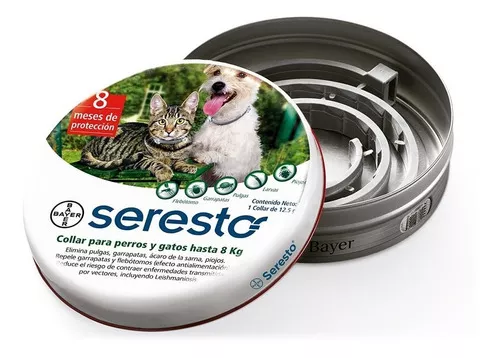 8
meses de
protección
Flebótomo
Garrapatas
Pulgas
Larvas
Piojos
Contenido Neto:
1 Collar de 12.5 g
BAYER
BAYER
seresto
Collar para perros y gatos hasta 8 Kg
Elimina pulgas, garrapatas, ácaro de la sarna, piojos.
Repele garrapatas y flebótomos (efecto antialimentación)
Reduce el riesgo de contraer enfermedades transmitidas
por vectores, incluyendo Leishmaniosis
Seresto
Bayer